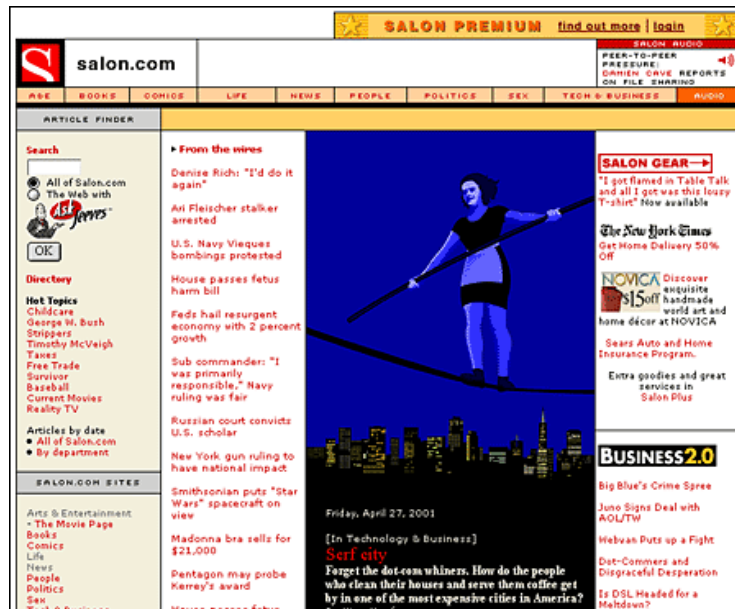 SALON PREMIUM find out more | login
salon.com
SALON AUDIO
PEER-TO-PEER
PRESSURE:
DAMIEN CAVE REPORTS
ON FILE SHARING
A&E BOOKS COMICS LIFE NEWS PEOPLE POLITICS SEX TECH & BUSINESS AUDIO
ARTICLE FINDER
Search
All of Salon.com
The Web with
Ask Jeeves
OK
Directory
Hot Topics
Childcare
George W. Bush
Strippers
Timothy McVeigh
Taxes
Free Trade
Survivor
Baseball
Current Movies
Reality TV
Articles by date
All of Salon.com
By department
SALON.COM SITES
Arts & Entertainment
- The Movie Page
Books
Comics
Life
News
People
Politics
Sex
Tech & Business
From the wires
Denise Rich: "I'd do it
again"
Ari Fleischer stalker
arrested
U.S. Navy Vieques
bombings protested
House passes fetus
harm bill
Feds hail resurgent
economy with 2 percent
growth
Sub commander: "I
was primarily
responsible," Navy
ruling was fair
Russian court convicts
U.S. scholar
New York gun ruling to
have national impact
Smithsonian puts "Star
Wars" spacecraft on
view
Madonna bra sells for
$21,000
Pentagon may probe
Kerrey's award
House passes fetus
Friday, April 27, 2001
[In Technology & Business]
Serf city
Forget the dot-com whiners. How do the people
who clean their houses and serve them coffee get
by in one of the most expensive cities in America?
SALON GEAR
"I got flamed in Table Talk
and all I got was this lousy
T-shirt" Now available
The New York Times
Get Home Delivery 50%
Off
NOVICA
$15off
Discover
exquisite
handmade
world art and
home décor at NOVICA
Sears Auto and Home
Insurance Program.
Extra goodies and great
services in
Salon Plus
BUSINESS2.0
Big Blue's Crime Spree
Juno Signs Deal with
AOL/TW
Webvan Puts up a Fight
Dot-Commers and
Disgraceful Desperation
Is DSL Headed for a
Meltdown?